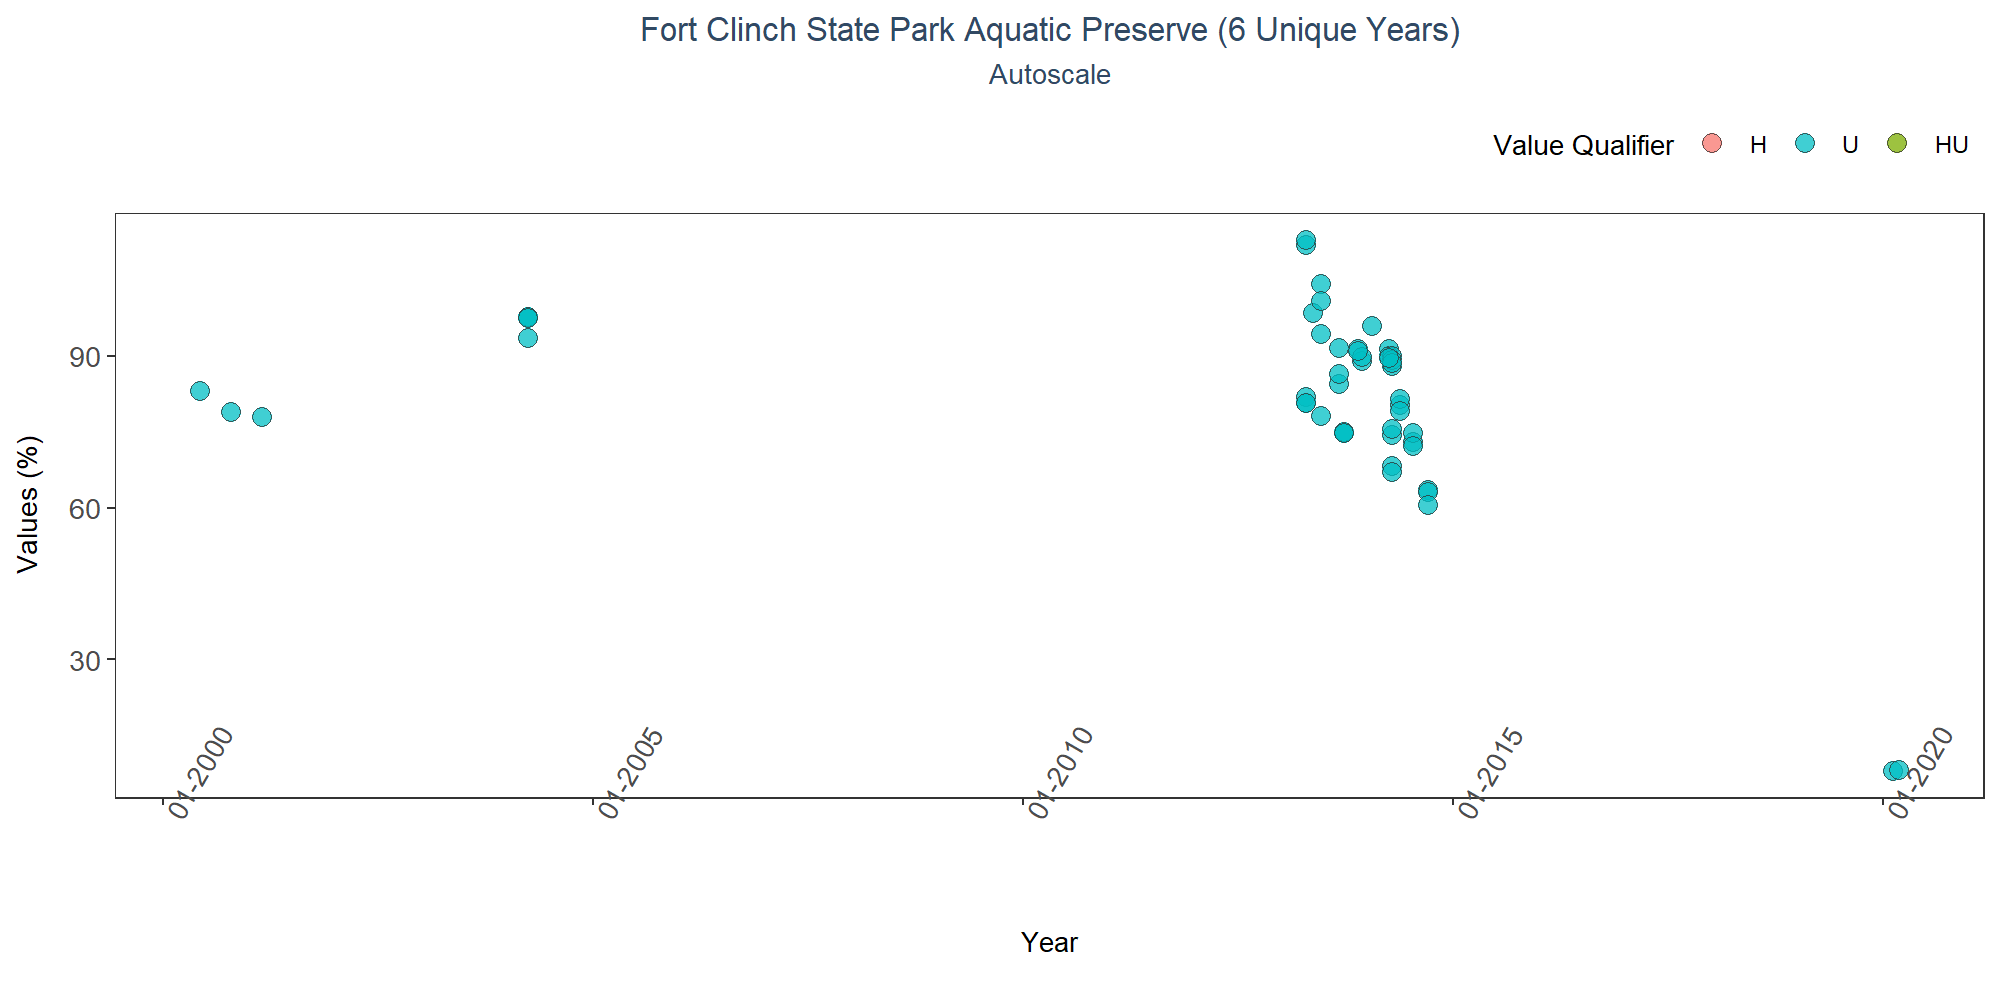 Fort Clinch State Park Aquatic Preserve (6 Unique Years)
Autoscale
Value Qualifier H U HU
Values (%)
90
60
30
01-2000 01-2005 01-2010 01-2015 01-2020
Year